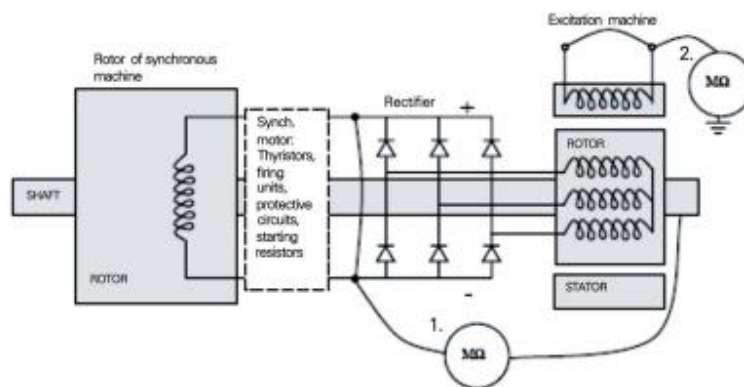 Excitation machine
Rotor of synchronous
machine
2.
MΩ
Rectifier
+
Synch.
motor:
Thyristors,
firing
units,
protective
circuits,
starting
resistors
ROTOR
SHAFT
ROTOR
-
STATOR
1.
MΩ